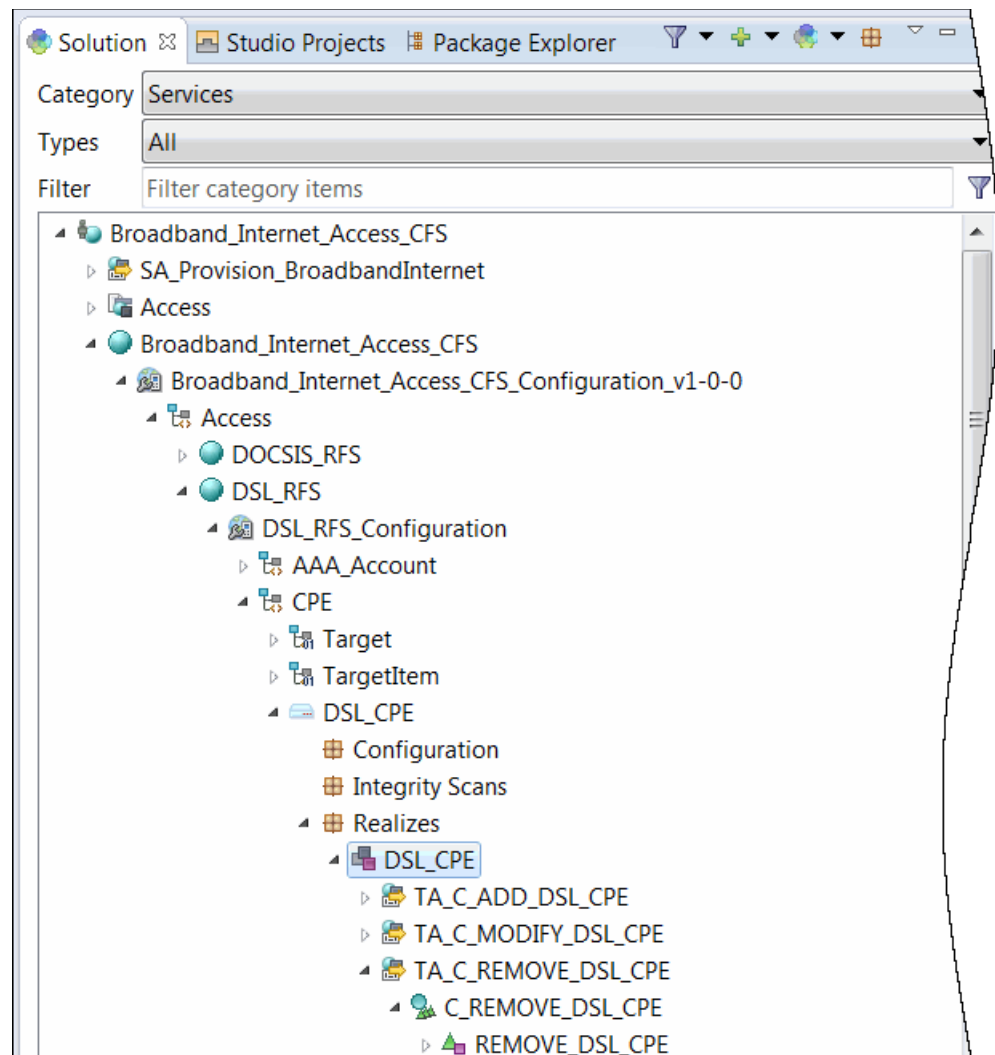 Solution Studio Projects Package Explorer
Category Services
Types All
Filter Filter category items
Broadband_Internet_Access_CFS
SA_Provision_BroadbandInternet
Access
Broadband_Internet_Access_CFS
Broadband_Internet_Access_CFS_Configuration_v1-0-0
Access
DOCSIS_RFS
DSL_RFS
DSL_RFS_Configuration
AAA_Account
CPE
Target
TargetItem
DSL_CPE
Configuration
Integrity Scans
Realizes
DSL_CPE
TA_C_ADD_DSL_CPE
TA_C_MODIFY_DSL_CPE
TA_C_REMOVE_DSL_CPE
C_REMOVE_DSL_CPE
REMOVE_DSL_CPE